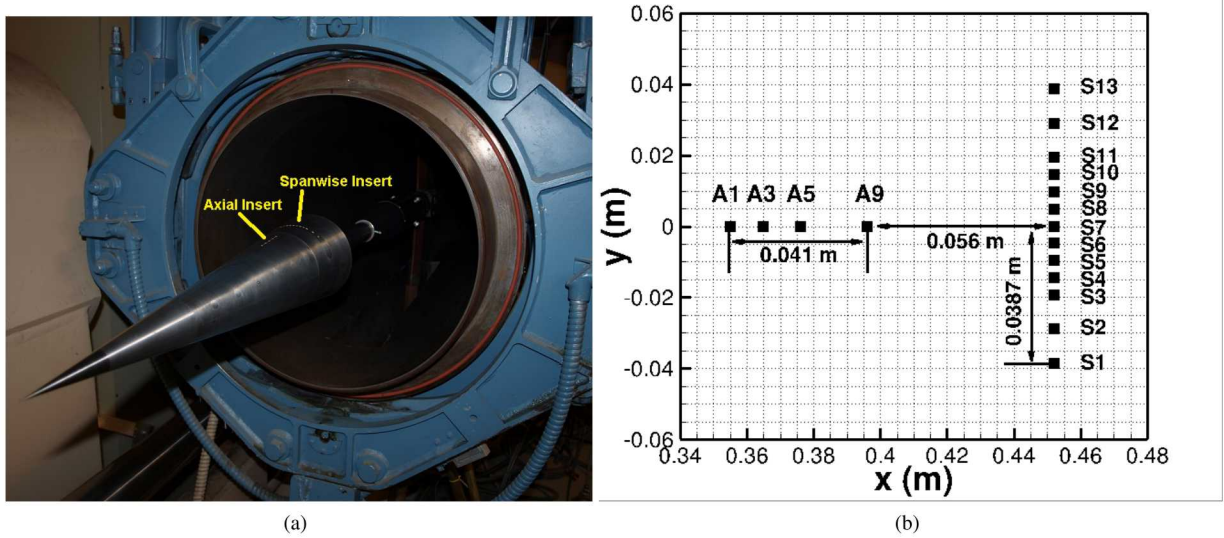 Spanwise Insert
Axial Insert
(a)
0.06
0.04
0.02
0
-0.02
-0.04
-0.06
y (m)
A1 A3 A5 A9
0.041 m
0.056 m
0.0387 m
S13
S12
S11
S10
S9
S8
S7
S6
S5
S4
S3
S2
S1
0.34 0.36 0.38 0.4 0.42 0.44 0.46 0.48
x (m)
(b)